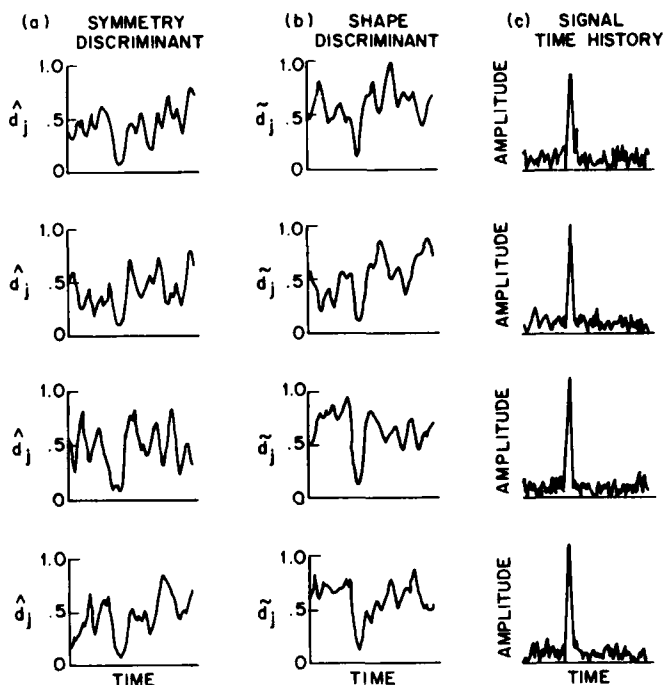 (a) SYMMETRY DISCRIMINANT
(b) SHAPE DISCRIMINANT
(c) SIGNAL TIME HISTORY
1.0
d̂j .5
0
1.0
d̃j .5
0
AMPLITUDE
1.0
d̂j .5
0
1.0
d̃j .5
0
AMPLITUDE
1.0
d̂j .5
0
1.0
d̃j .5
0
AMPLITUDE
1.0
d̂j .5
0
1.0
d̃j .5
0
AMPLITUDE
TIME
TIME
TIME